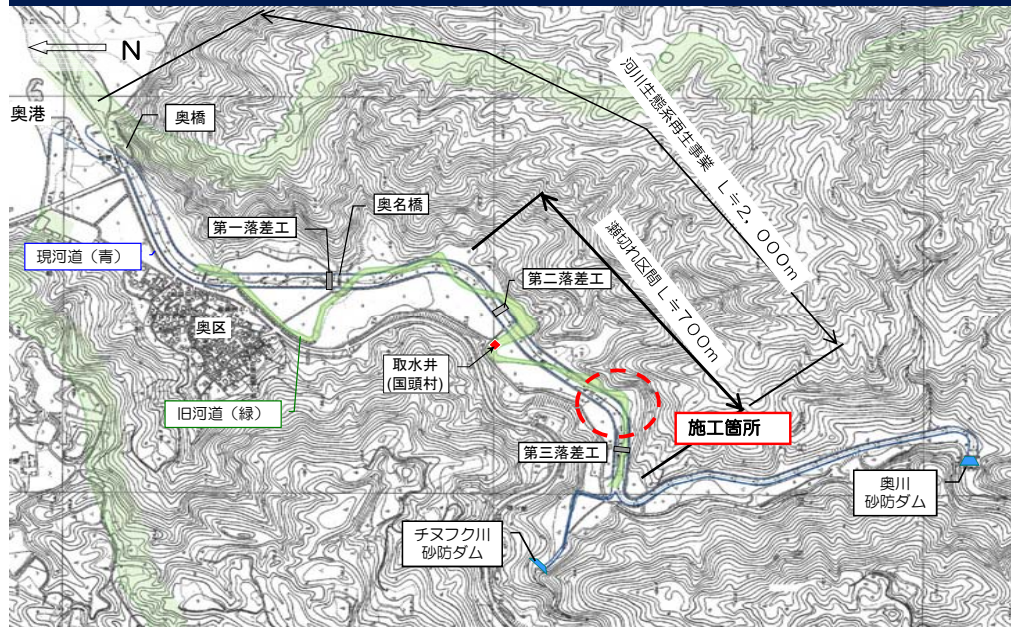 N
6
奥港
奥橋
河川生態系再生事業 L≒2，000m
第一落差工
奥名橋
瀬切れ区間 L≒700m
現河道（青）
第二落差工
奥区
取水井
(国頭村)
旧河道（緑）
施工箇所
第三落差工
奥川
砂防ダム
チヌフク川
砂防ダム